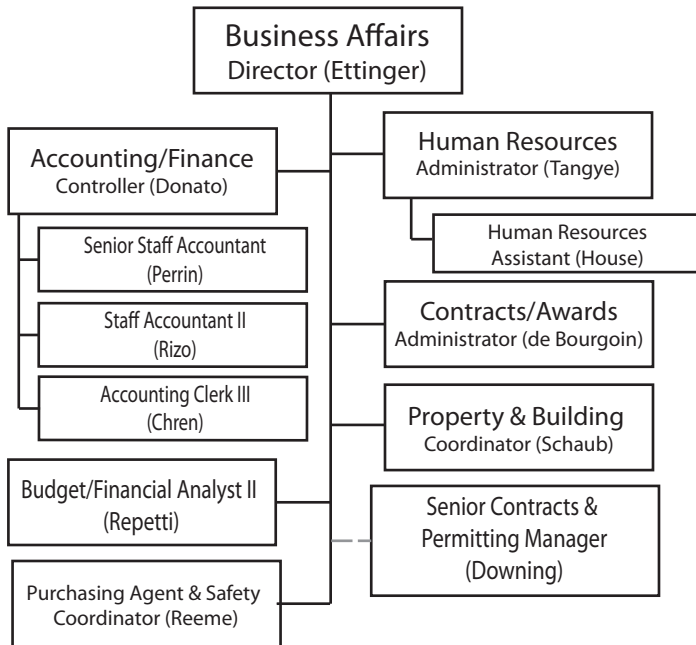 Business Affairs
Director (Ettinger)
Accounting/Finance
Controller (Donato)
Senior Staff Accountant
(Perrin)
Staff Accountant II
(Rizo)
Accounting Clerk III
(Chren)
Budget/Financial Analyst II
(Repetti)
Purchasing Agent & Safety
Coordinator (Reeme)
Human Resources
Administrator (Tangye)
Human Resources
Assistant (House)
Contracts/Awards
Administrator (de Bourgoin)
Property & Building
Coordinator (Schaub)
Senior Contracts &
Permitting Manager
(Downing)